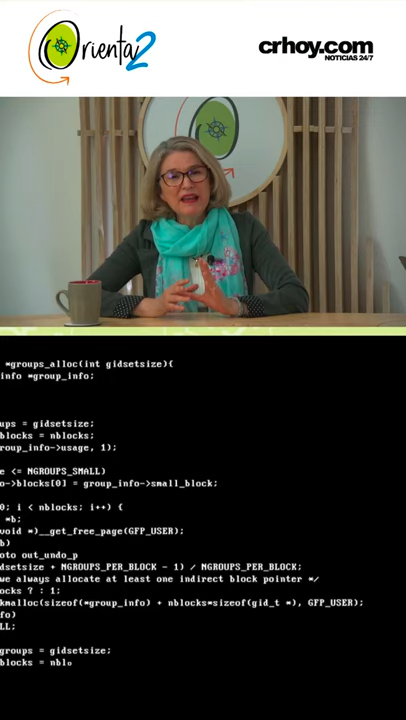 Orienta2
crhoy.com
NOTICIAS 24/7
*groups_alloc(int gidsetsize){
info *group_info;
ups = gidsetsize;
blocks = nblocks;
roup_info->usage, 1);
e <= NGROUPS_SMALL)
o->blocks[0] = group_info->small_block;
0; i < nblocks; i++) {
*b;
void *)__get_free_page(GFP_USER);
b)
oto out_undo_p
dsetsize + NGROUPS_PER_BLOCK - 1) / NGROUPS_PER_BLOCK;
we always allocate at least one indirect block pointer */
ocks ? : 1;
kmalloc(sizeof(*group_info) + nblocks*sizeof(gid_t *), GFP_USER);
fo)
LL;
groups = gidsetsize;
blocks = nblo